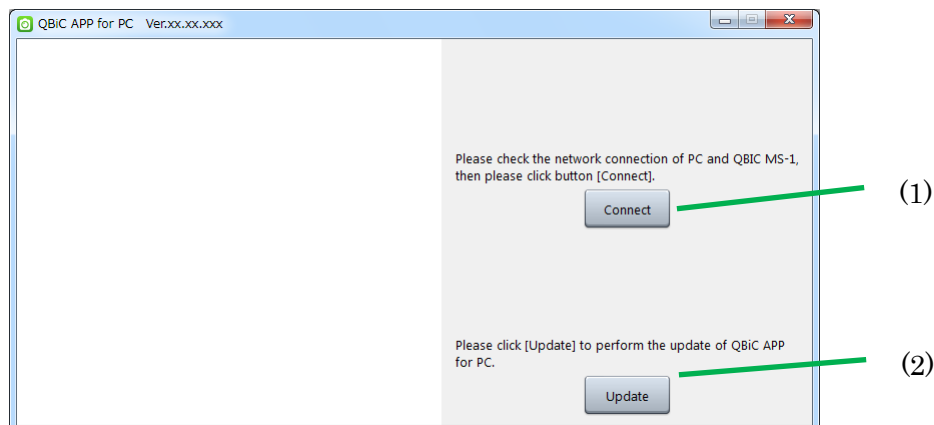 QBiC APP for PC Ver.xx.xx.xxx
Please check the network connection of PC and QBIC MS-1,
then please click button [Connect].
Connect
(1)
Please click [Update] to perform the update of QBiC APP
for PC.
Update
(2)